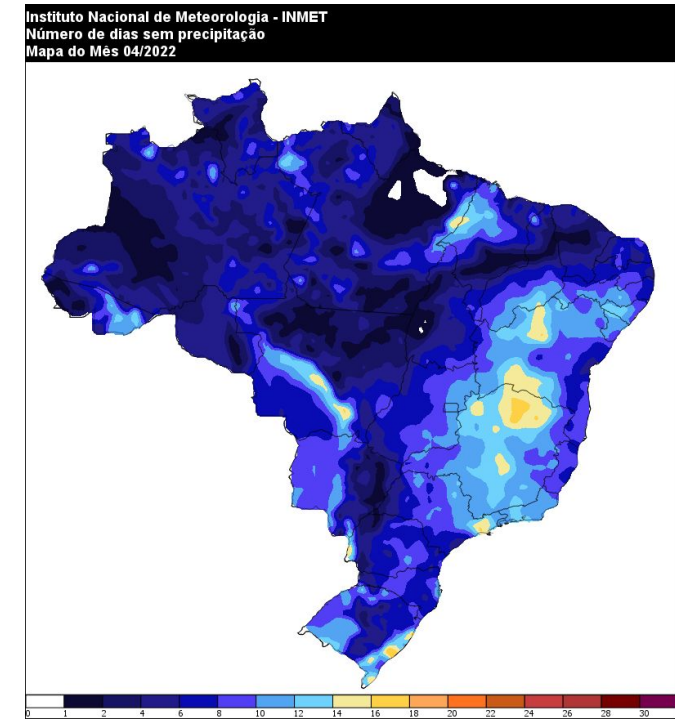 Instituto Nacional de Meteorologia - INMET
Número de dias sem precipitação
Mapa do Mês 04/2022
0 1 2 4 6 8 10 12 14 16 18 20 22 24 26 28 30